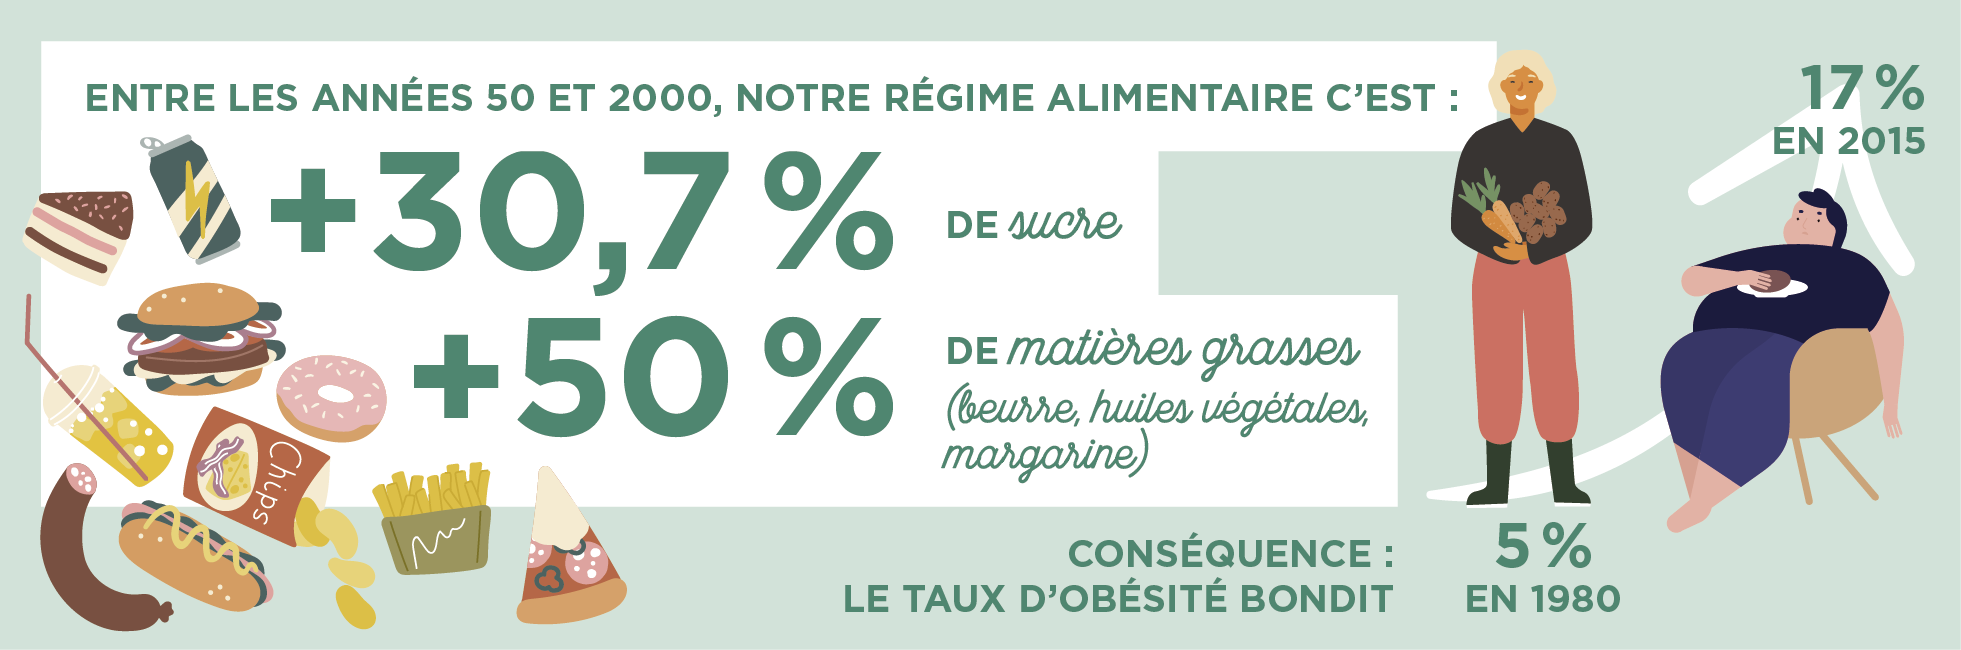 ENTRE LES ANNÉES 50 ET 2000, NOTRE RÉGIME ALIMENTAIRE C’EST :
+30,7 % DE sucre
+50 % DE matières grasses
(beurre, huiles végétales,
margarine)
Chips
CONSÉQUENCE :
LE TAUX D’OBÉSITÉ BONDIT
5 %
EN 1980
17 %
EN 2015